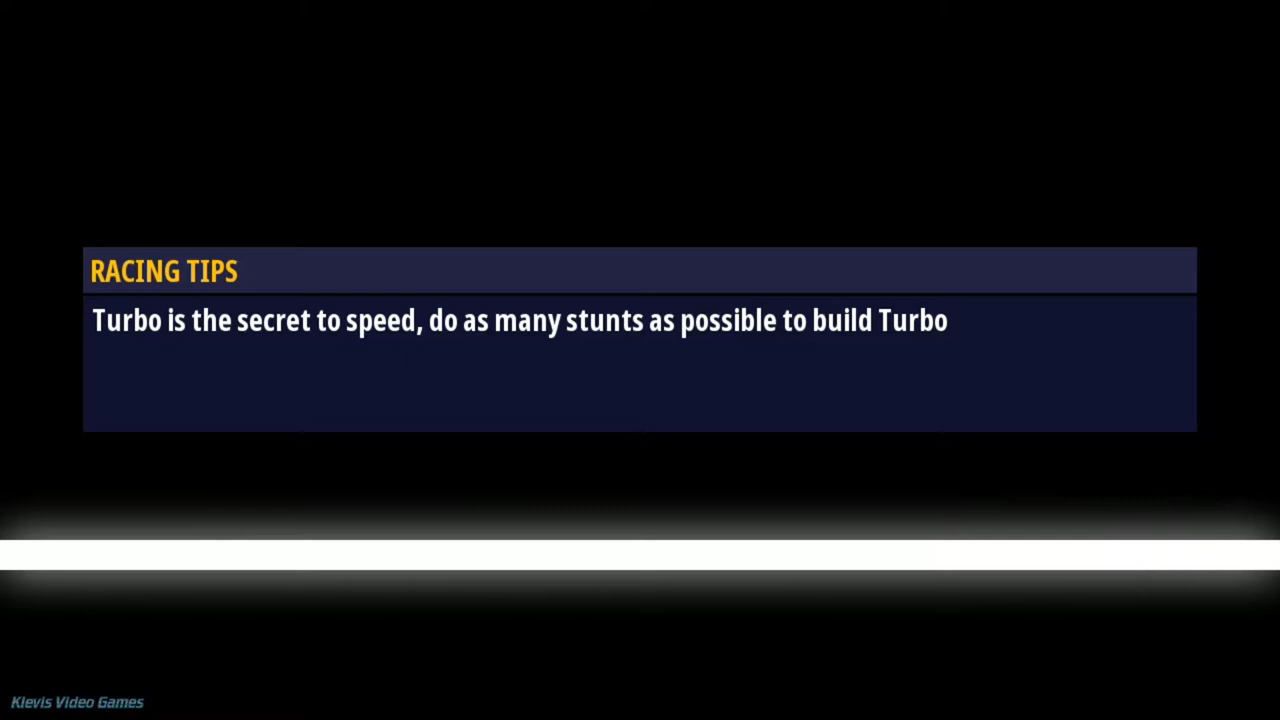 RACING TIPS
Turbo is the secret to speed, do as many stunts as possible to build Turbo
Klevis Video Games